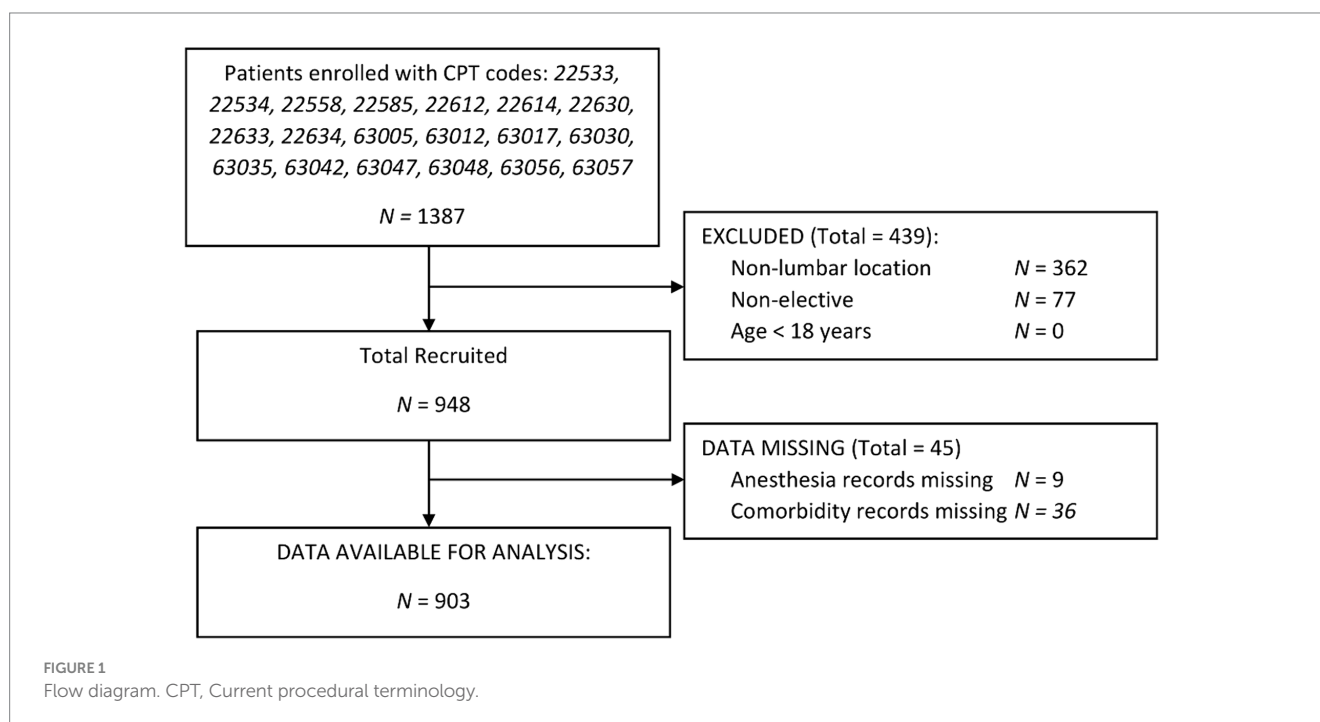 Patients enrolled with CPT codes: 22533,
22534, 22558, 22585, 22612, 22614, 22630,
22633, 22634, 63005, 63012, 63017, 63030,
63035, 63042, 63047, 63048, 63056, 63057
N = 1387
EXCLUDED (Total = 439):
Non-lumbar location N = 362
Non-elective N = 77
Age < 18 years N = 0
Total Recruited
N = 948
DATA MISSING (Total = 45)
Anesthesia records missing N = 9
Comorbidity records missing N = 36
DATA AVAILABLE FOR ANALYSIS:
N = 903
FIGURE 1
Flow diagram. CPT, Current procedural terminology.